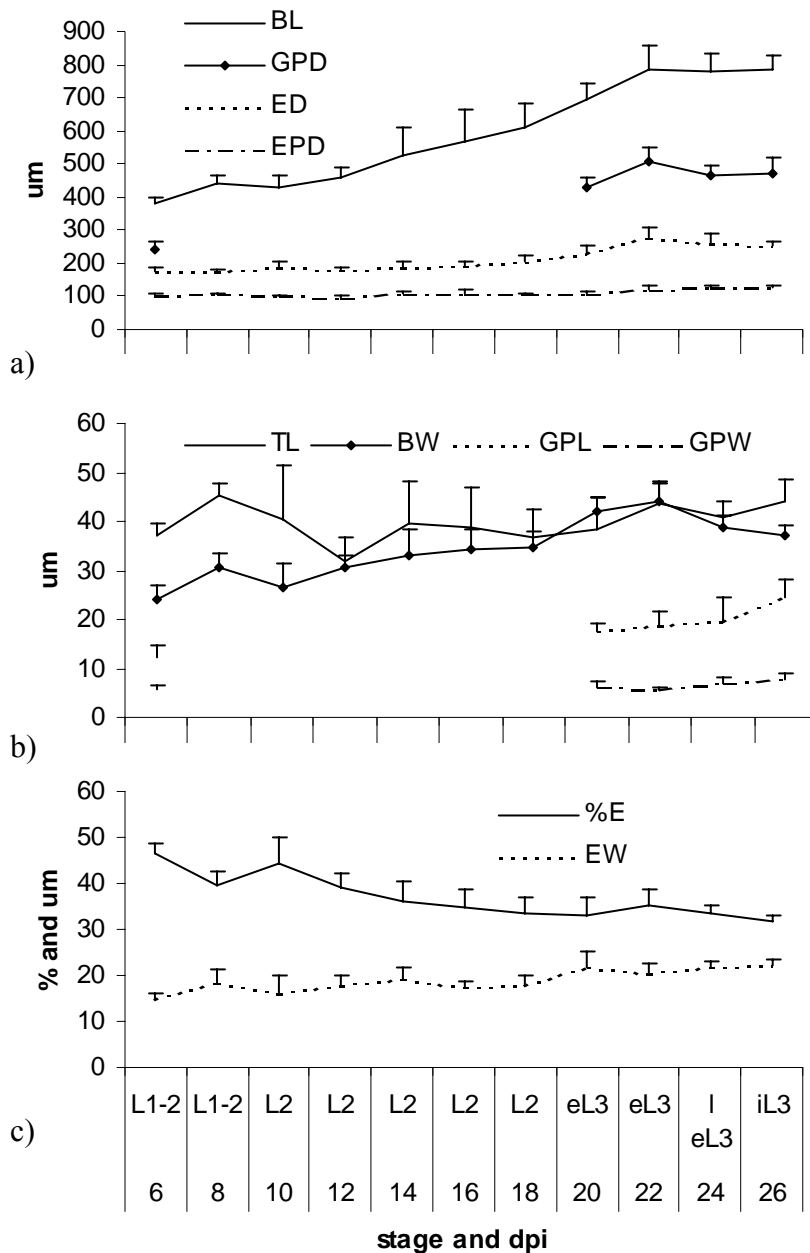 900
800
700
600
500
400
300
200
100
0
um
BL
GPD
ED
EPD
a)
60
50
40
30
20
10
0
um
TL BW GPL GPW
b)
60
50
40
30
20
10
0
% and um
%E
EW
c)
L1-2 L1-2 L2 L2 L2 L2 L2 eL3 eL3 l eL3 iL3
6 8 10 12 14 16 18 20 22 24 26
stage and dpi